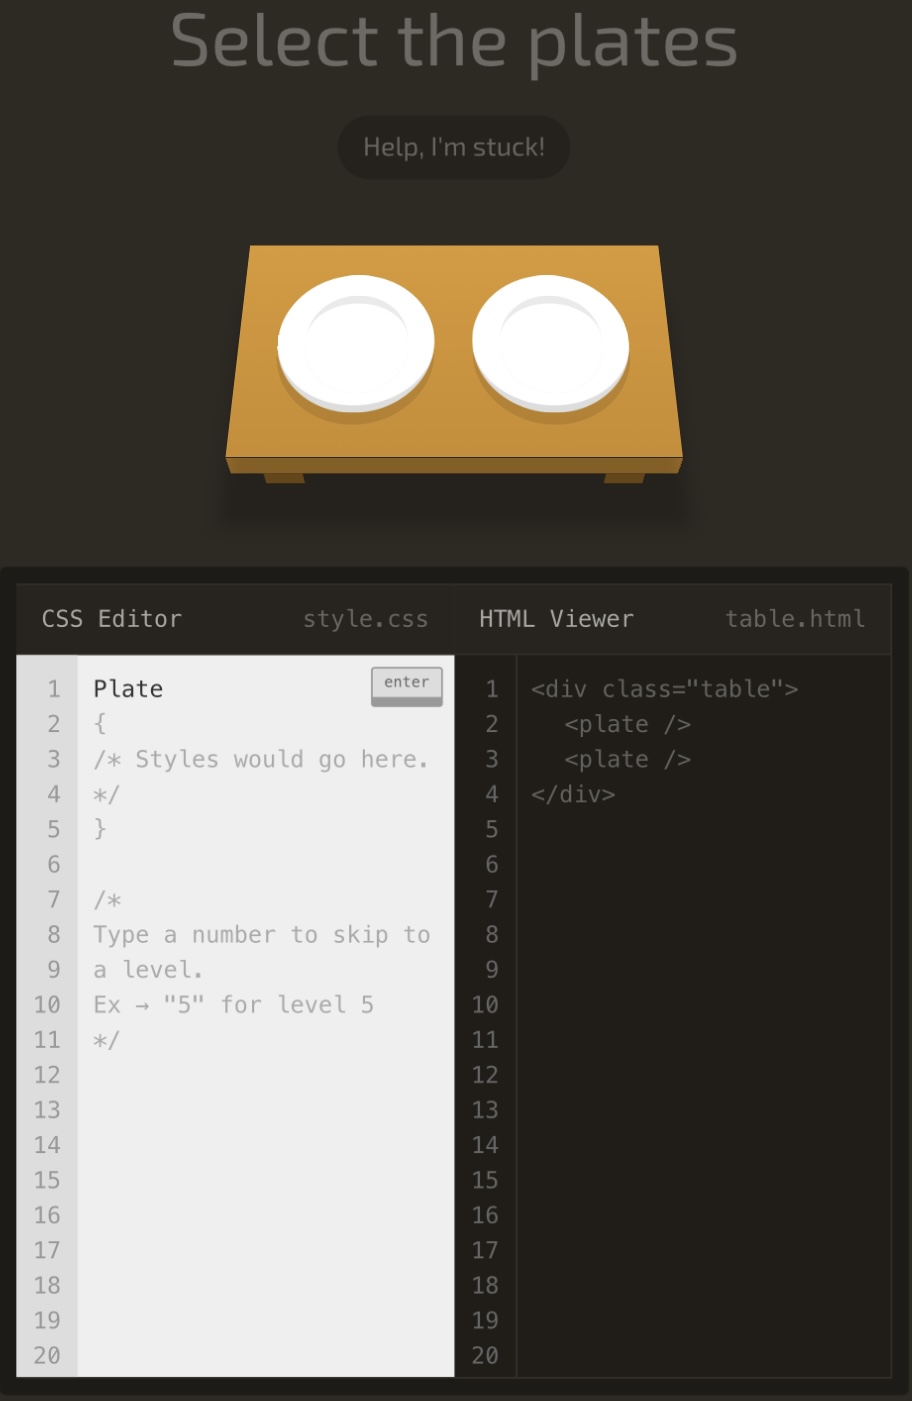 Select the plates
Help, I'm stuck!
CSS Editor style.css
1 Plate enter
2 {
3 /* Styles would go here.
4 */
5 }
6
7 /*
8 Type a number to skip to
9 a level.
10 Ex → "5" for level 5
11 */
12
13
14
15
16
17
18
19
20
HTML Viewer table.html
1 <div class="table">
2 <plate />
3 <plate />
4 </div>
5
6
7
8
9
10
11
12
13
14
15
16
17
18
19
20